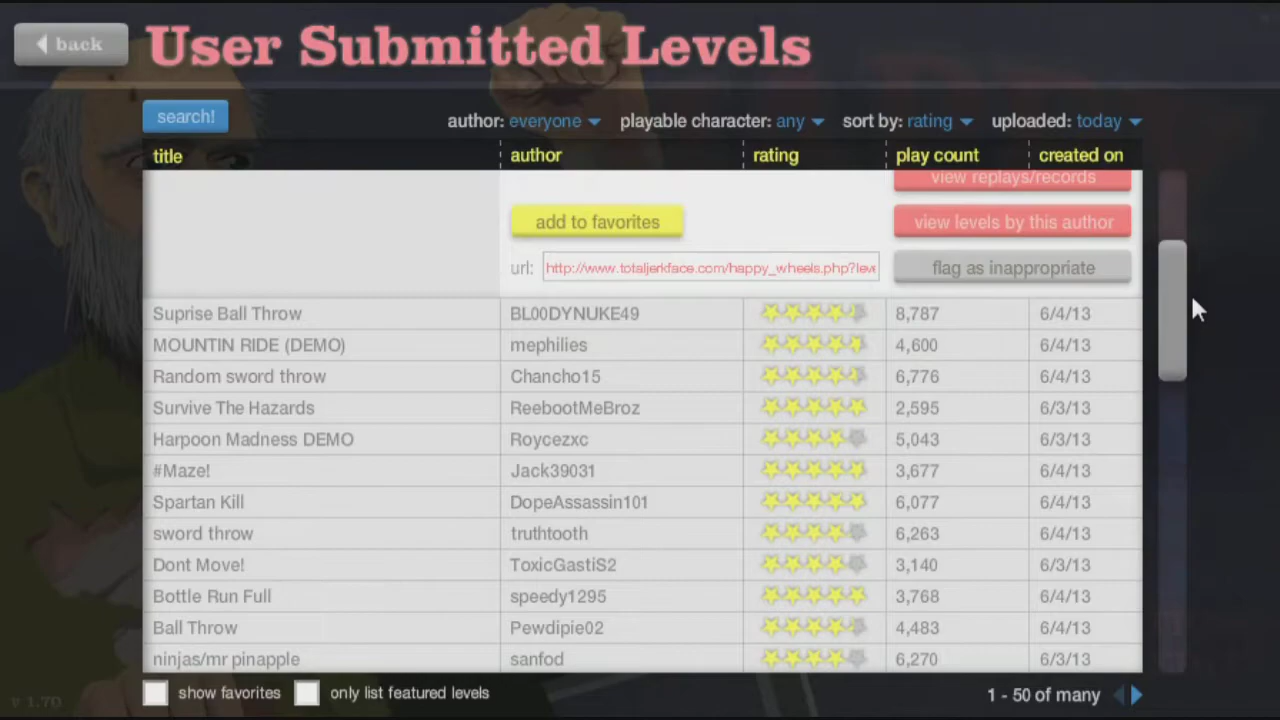 back
User Submitted Levels
search!
author: everyone playable character: any sort by: rating uploaded: today
title author rating play count created on
view replays/records
add to favorites view levels by this author
url: http://www.totaljerkface.com/happy_wheels.php?leve flag as inappropriate
Suprise Ball Throw BL00DYNUKE49 8,787 6/4/13
MOUNTIN RIDE (DEMO) mephilies 4,600 6/4/13
Random sword throw Chancho15 6,776 6/4/13
Survive The Hazards ReebootMeBroz 2,595 6/3/13
Harpoon Madness DEMO Roycezxc 5,043 6/3/13
#Maze! Jack39031 3,677 6/4/13
Spartan Kill DopeAssassin101 6,077 6/4/13
sword throw truthtooth 6,263 6/4/13
Dont Move! ToxicGastiS2 3,140 6/3/13
Bottle Run Full speedy1295 3,768 6/4/13
Ball Throw Pewdipie02 4,483 6/4/13
ninjas/mr pinapple sanfod 6,270 6/3/13
show favorites only list featured levels 1 - 50 of many
v 1.70